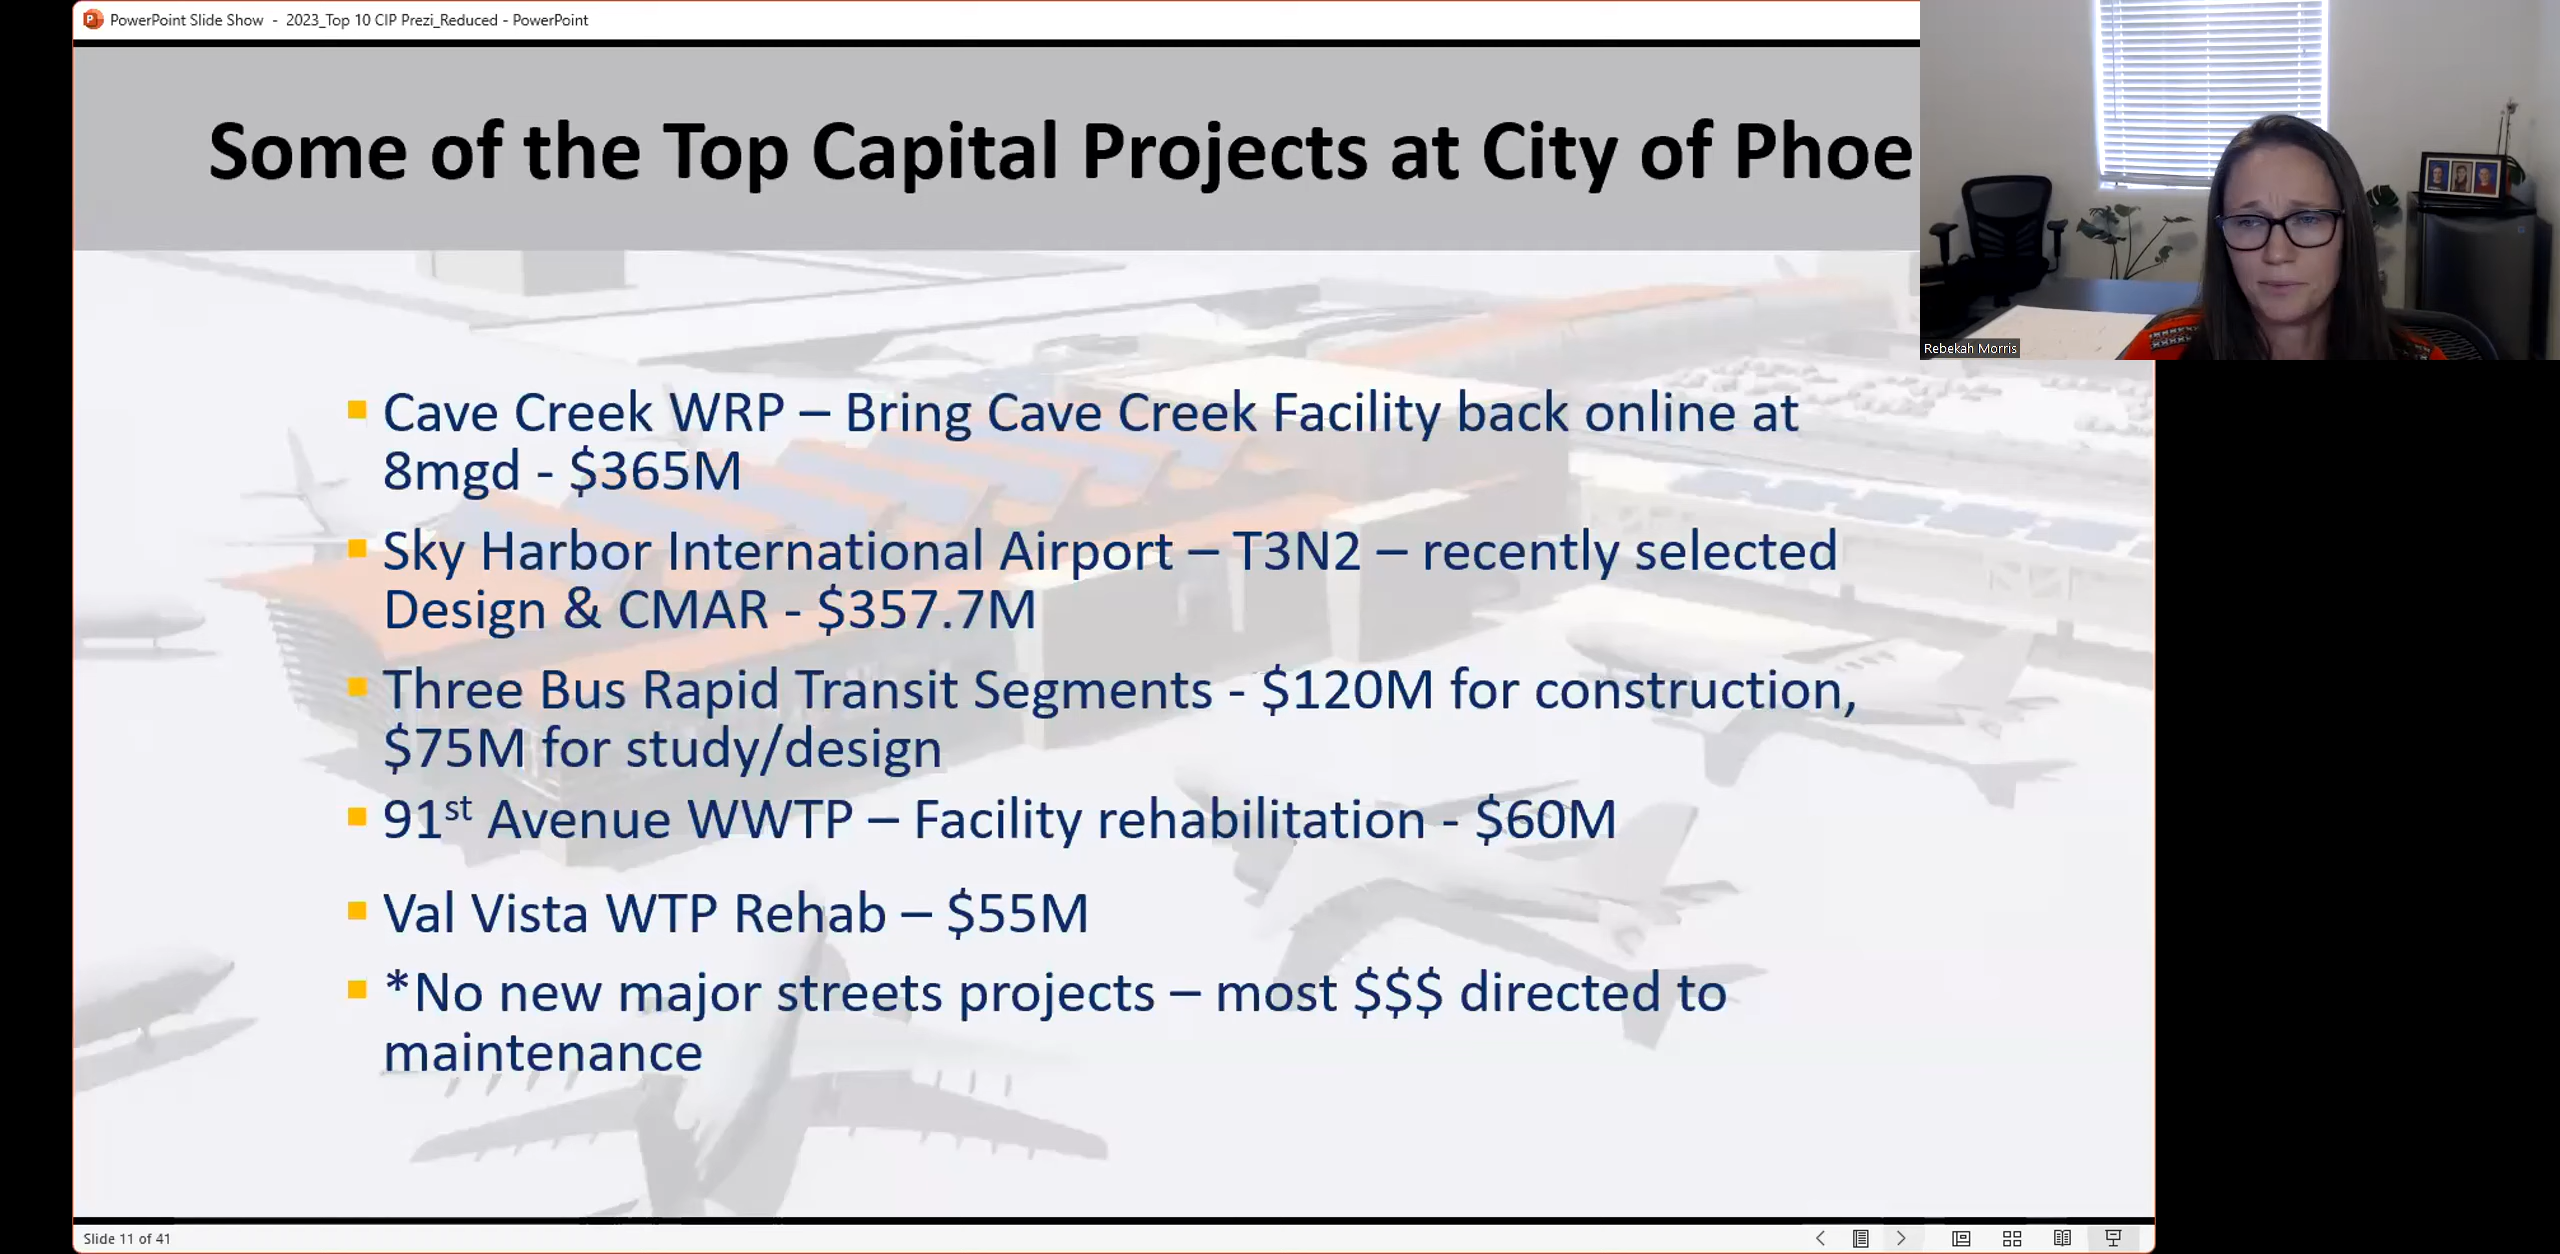 PowerPoint Slide Show - 2023_Top 10 CIP Prezi_Reduced - PowerPoint
Some of the Top Capital Projects at City of Phoe
Rebekah Morris
Cave Creek WRP – Bring Cave Creek Facility back online at
8mgd - $365M
Sky Harbor International Airport – T3N2 – recently selected
Design & CMAR - $357.7M
Three Bus Rapid Transit Segments - $120M for construction,
$75M for study/design
91st Avenue WWTP – Facility rehabilitation - $60M
Val Vista WTP Rehab – $55M
*No new major streets projects – most $$$ directed to
maintenance
Slide 11 of 41